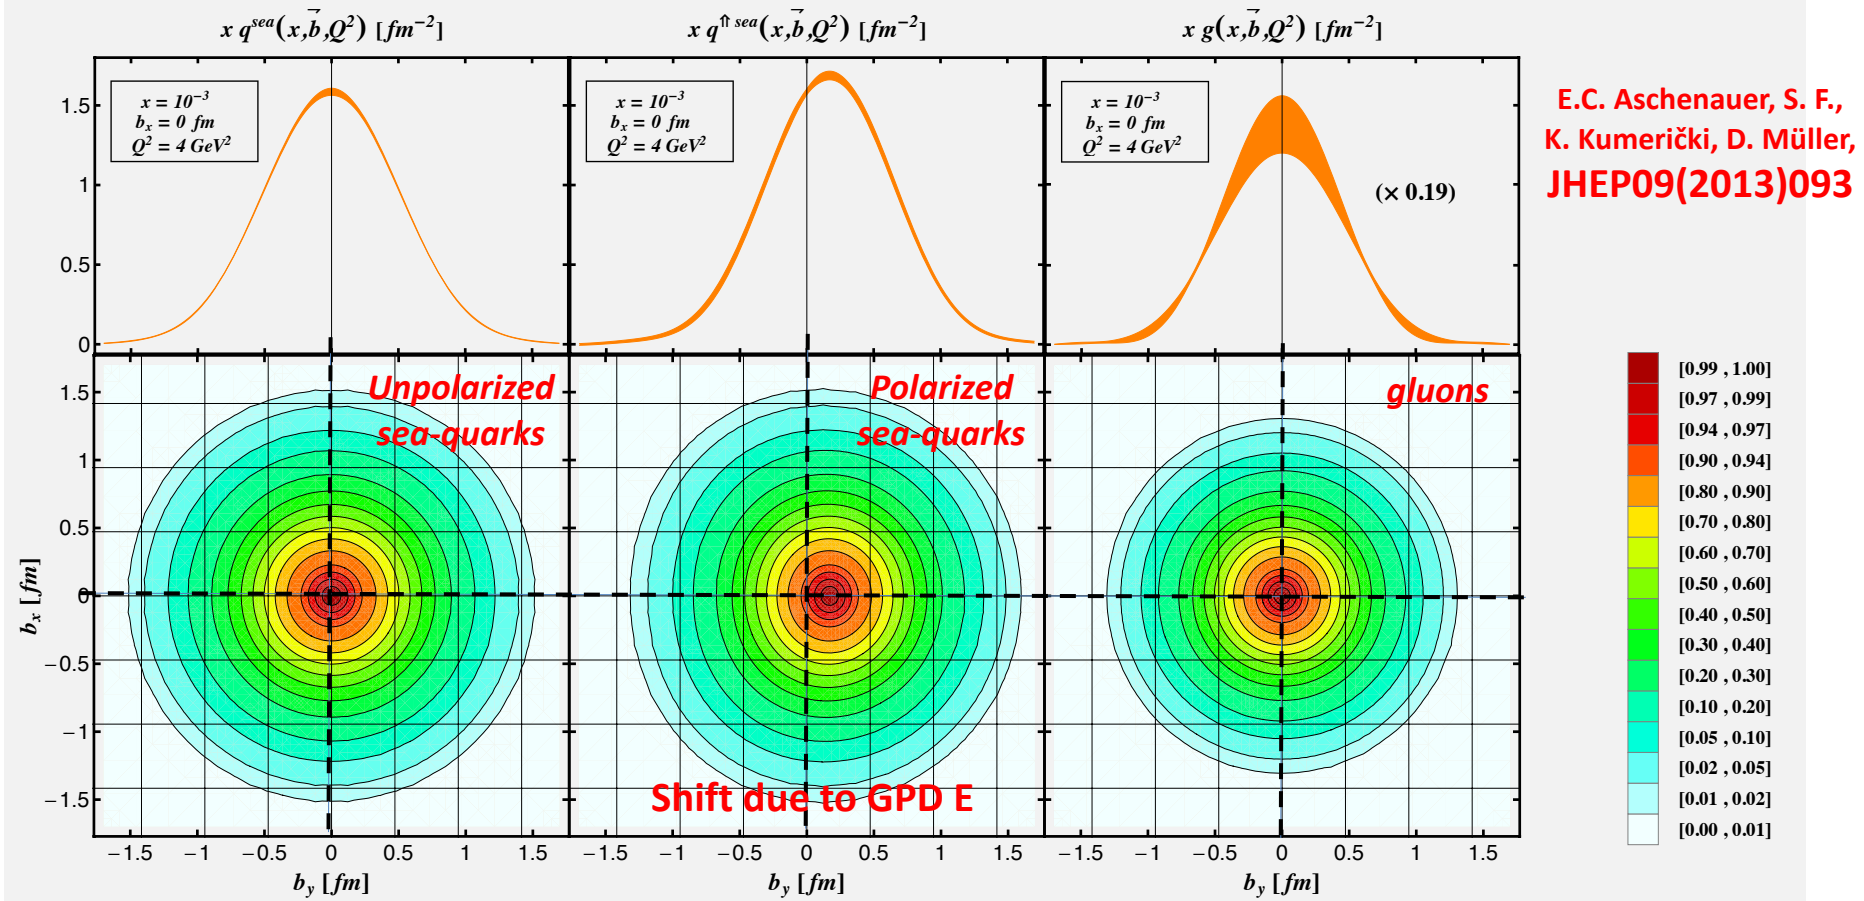 x q^sea(x,b⃗,Q²) [fm⁻²]
x q^⇑ sea(x,b⃗,Q²) [fm⁻²]
x g(x,b⃗,Q²) [fm⁻²]
x = 10⁻³
b_x = 0 fm
Q² = 4 GeV²
x = 10⁻³
b_x = 0 fm
Q² = 4 GeV²
x = 10⁻³
b_x = 0 fm
Q² = 4 GeV²
(× 0.19)
E.C. Aschenauer, S. F.,
K. Kumerički, D. Müller,
JHEP09(2013)093
1.5
1
0.5
0
Unpolarized
sea-quarks
Polarized
sea-quarks
gluons
Shift due to GPD E
1.5
1
0.5
0
−0.5
−1
−1.5
b_x [fm]
−1.5 −1 −0.5 0 0.5 1 1.5
−1.5 −1 −0.5 0 0.5 1 1.5
−1.5 −1 −0.5 0 0.5 1 1.5
b_y [fm]
b_y [fm]
b_y [fm]
[0.99 , 1.00]
[0.97 , 0.99]
[0.94 , 0.97]
[0.90 , 0.94]
[0.80 , 0.90]
[0.70 , 0.80]
[0.60 , 0.70]
[0.50 , 0.60]
[0.40 , 0.50]
[0.30 , 0.40]
[0.20 , 0.30]
[0.10 , 0.20]
[0.05 , 0.10]
[0.02 , 0.05]
[0.01 , 0.02]
[0.00 , 0.01]